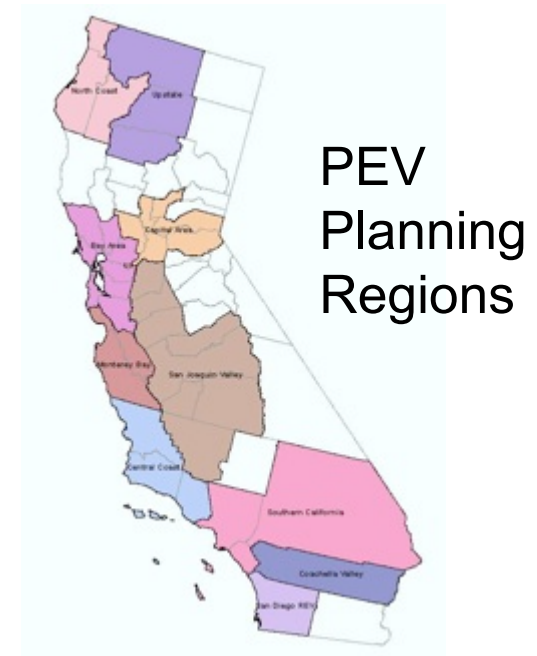 PEV
Planning
Regions
North Coast
Upstate
Capital Area
Bay Area
Monterey Bay
San Joaquin Valley
Central Coast
Southern California
Coachella Valley
San Diego REV